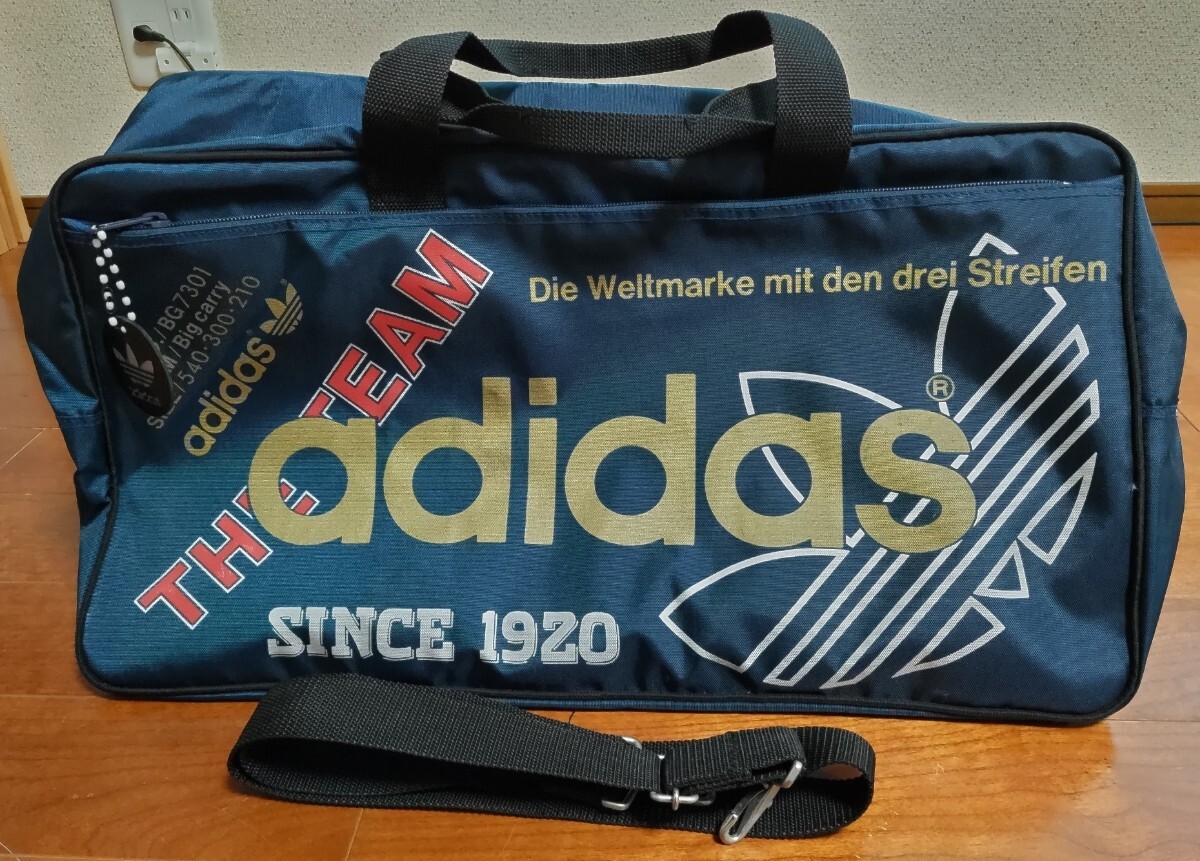 /BG7301
/Big carry
540-300-210
adidas
THE TEAM
Die Weltmarke mit den drei Streifen
adidas®
SINCE 1920